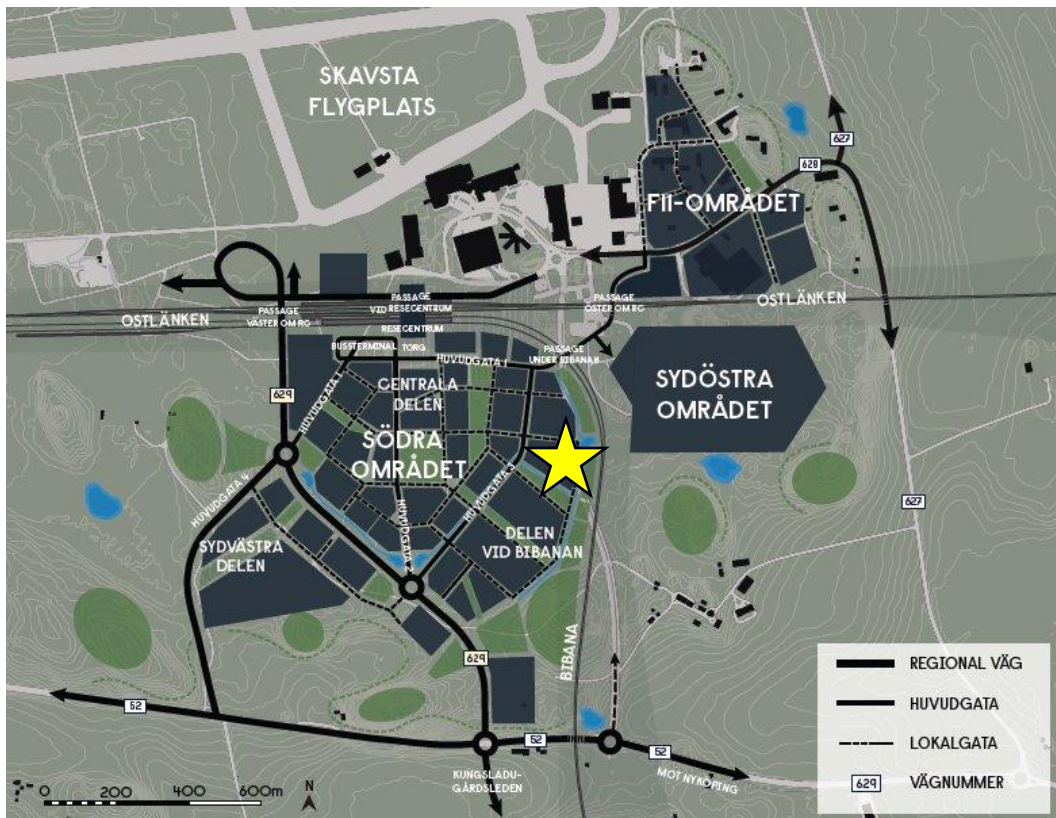 SKAVSTA
FLYGPLATS
627
628
F11-OMRÅDET
PASSAGE
VID RESECENTRUM
PASSAGE
ÖSTER OM RC
OSTLÄNKEN
OSTLÄNKEN
PASSAGE
VÄSTER OM RC
RESECENTRUM
BUSSTERMINAL
TORG
HUVUDGATA 1
PASSAGE
UNDER BIBANAN
SYDÖSTRA
OMRÅDET
629
HUVUDGATA 2
CENTRALA
DELEN
SÖDRA
OMRÅDET
HUVUDGATA 3
HUVUDGATA 4
HUVUDGATA 2
627
DELEN
VID BIBANAN
SYDVÄSTRA
DELEN
BIBANA
629
52
52
52
MOT NYKÖPING
KUNGSLADU-
GÅRDSLEDEN
REGIONAL VÄG
HUVUDGATA
LOKALGATA
629 VÄGNUMMER
0 200 400 600m
N